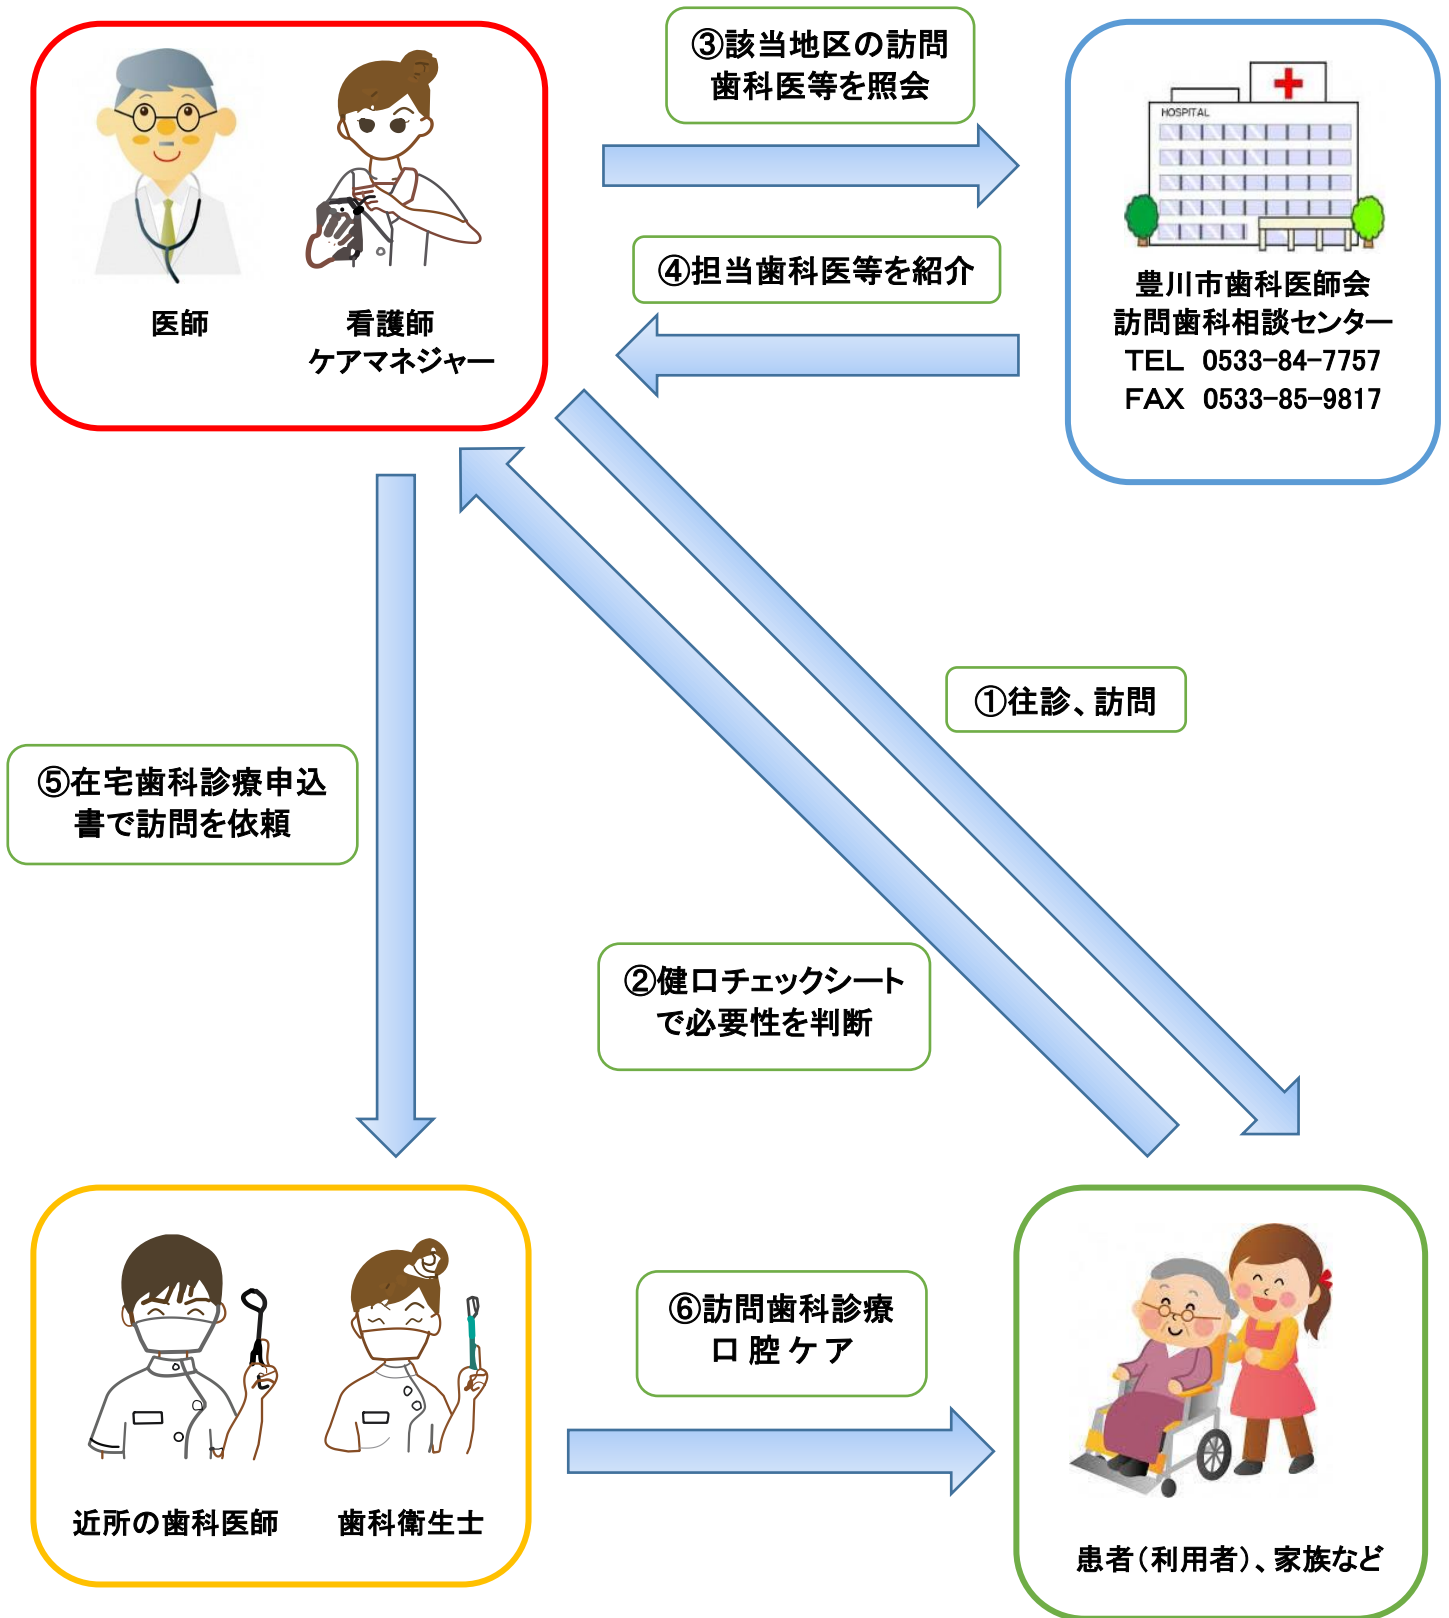 ③該当地区の訪問
歯科医等を照会
HOSPITAL
④担当歯科医等を紹介
医師
看護師
ケアマネジャー
豊川市歯科医師会
訪問歯科相談センター
TEL 0533-84-7757
FAX 0533-85-9817
①往診、訪問
⑤在宅歯科診療申込
書で訪問を依頼
②健口チェックシート
で必要性を判断
⑥訪問歯科診療
口 腔 ケ ア
近所の歯科医師
歯科衛生士
患者(利用者)、家族など